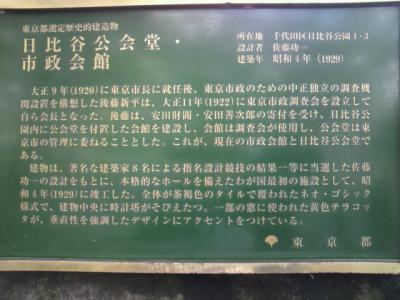 東京都選定歴史的建造物
日比谷公会堂・
市政会館
所在地 千代田区日比谷公園1-3
設計者 佐藤功一
建築年 昭和4年(1929)
大正9年(1920)に東京市長に就任後、東京市政のための中正独立の調査機
関設置を構想した後藤新平は、大正11年(1922)に東京市政調査会を設立して
自ら会長となった。後藤は、安田財閥・安田善次郎の寄付を受け、日比谷公
園内に公会堂を付置した会館を建設し、会館は調査会が使用し、公会堂は東
京市の管理に委ねることとした。これが、現在の市政会館と日比谷公会堂で
ある。
建物は、著名な建築家8名による指名設計競技の結果一等に当選した佐藤
功一の設計をもとに、本格的なホールを備えたわが国最初の施設として、昭
和4年(1929)に竣工した。全体が茶褐色のタイルで覆われたネオ・ゴシック
様式で、建物中央に時計塔がそびえたつ。一部の窓に使われた黄色テラコッ
タが、垂直性を強調したデザインにアクセントをつけている。
東京都